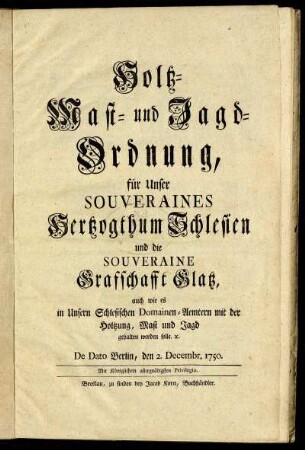 Holtz-
Mast- und Jagd-
Ordnung,
für Unser
SOUVERAINES
Hertzogthum Schlesien
und die
SOUVERAINE
Grafschafft Glatz,
auch wie es
in Unsern Schlesischen Domainen-Aemtern mit der
Holtzung, Mast und Jagd
gehalten werden solle. ꝛc.
De Dato Berlin, den 2. Decembr. 1750.
Mit Königlichen allergnädigsten Privilegio.
Breslau, zu finden bey Jacob Korn, Buchhändler.